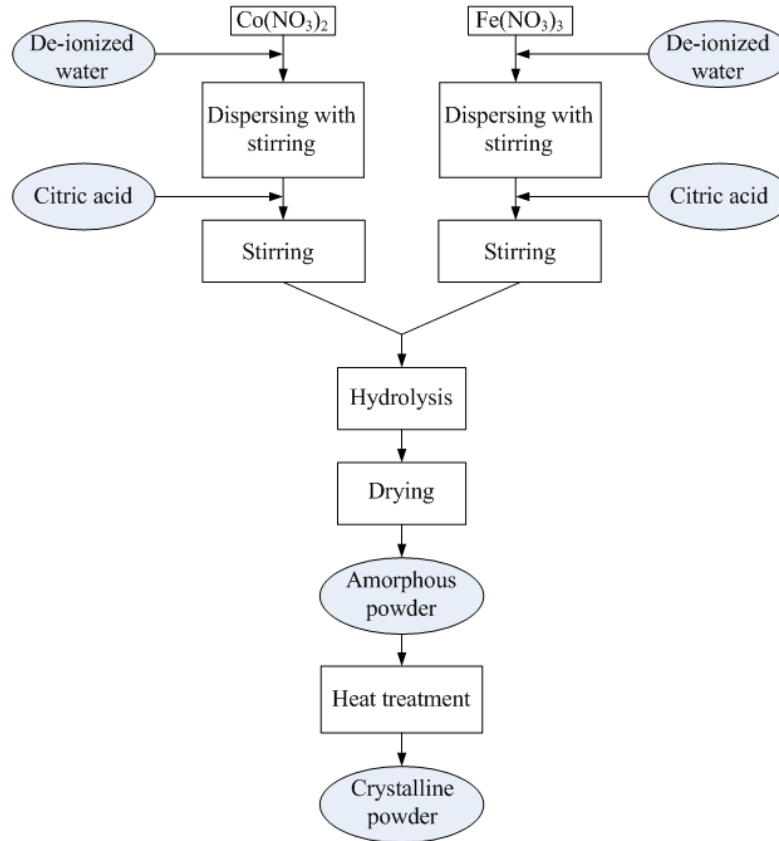 Co(NO₃)₂
Fe(NO₃)₃
De-ionized
water
De-ionized
water
Dispersing with
stirring
Dispersing with
stirring
Citric acid
Citric acid
Stirring
Stirring
Hydrolysis
Drying
Amorphous
powder
Heat treatment
Crystalline
powder